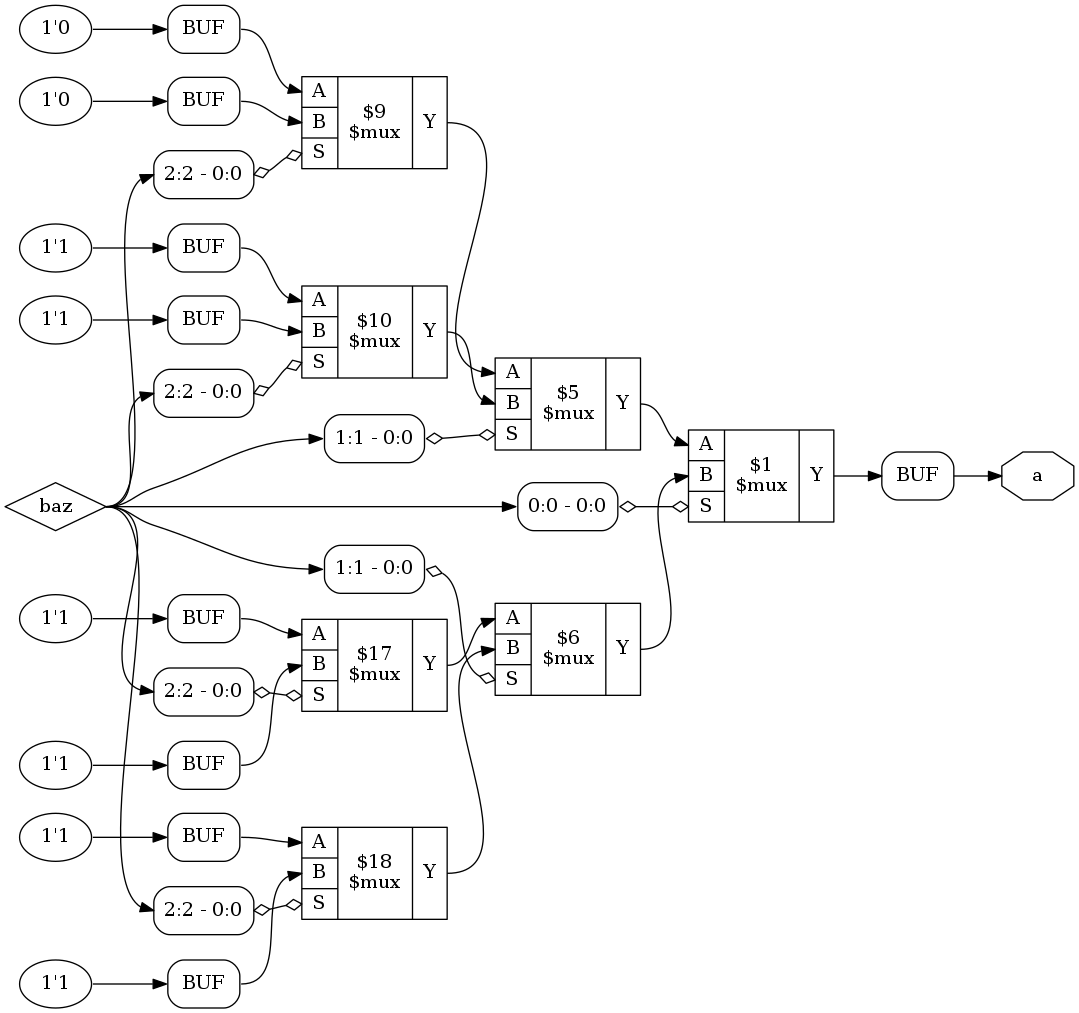 1'0
BUF
1'0
BUF
A
B
S
$9
$mux
Y
2:2 - 0:0
1'1
BUF
1'1
BUF
A
B
S
$10
$mux
Y
2:2 - 0:0
A
B
S
$5
$mux
Y
1:1 - 0:0
A
B
S
$1
$mux
Y
BUF
a
baz
0:0 - 0:0
1:1 - 0:0
1'1
BUF
A
B
S
$17
$mux
Y
A
B
S
$6
$mux
Y
2:2 - 0:0
1'1
BUF
1'1
BUF
A
B
S
$18
$mux
Y
2:2 - 0:0
1'1
BUF